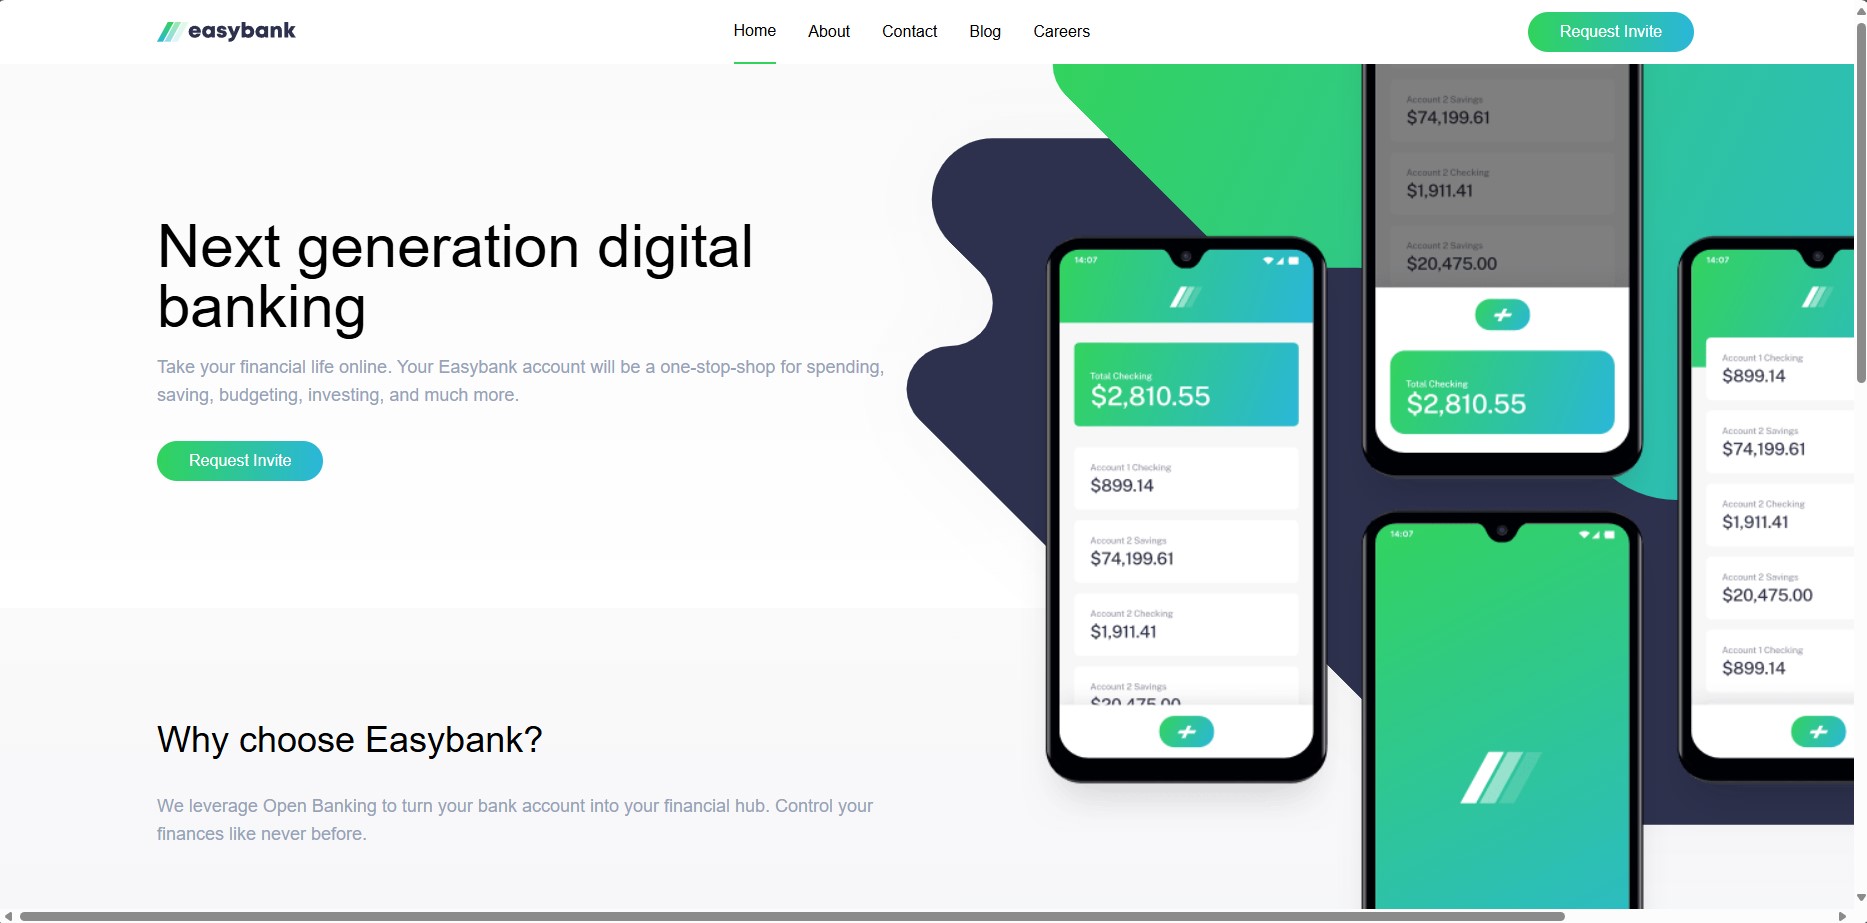 easybank
Home
About
Contact
Blog
Careers
Request Invite
Next generation digital
banking
Take your financial life online. Your Easybank account will be a one-stop-shop for spending,
saving, budgeting, investing, and much more.
Request Invite
Why choose Easybank?
We leverage Open Banking to turn your bank account into your financial hub. Control your
finances like never before.
14:07
Total Checking
$2,810.55
Account 1 Checking
$899.14
Account 2 Savings
$74,199.61
Account 2 Checking
$1,911.41
Account 2 Savings
$20,475.00
Account 2 Savings
$74,199.61
Account 2 Checking
$1,911.41
Account 2 Savings
$20,475.00
Total Checking
$2,810.55
14:07
14:07
Account 1 Checking
$899.14
Account 2 Savings
$74,199.61
Account 2 Checking
$1,911.41
Account 2 Savings
$20,475.00
Account 1 Checking
$899.14